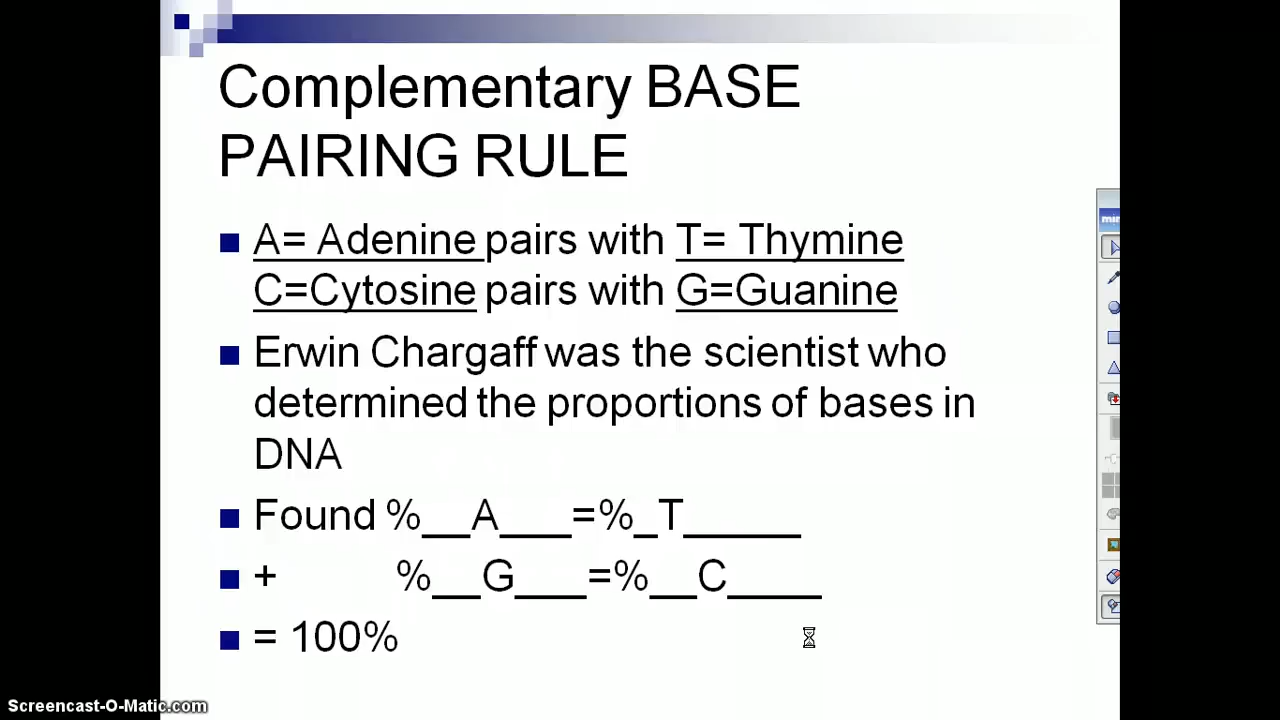 Complementary BASE
PAIRING RULE
A= Adenine pairs with T= Thymine
C=Cytosine pairs with G=Guanine
Erwin Chargaff was the scientist who
determined the proportions of bases in
DNA
Found %__A___=%_T_____
+ %__G___=%__C____
= 100%
Screencast-O-Matic.com